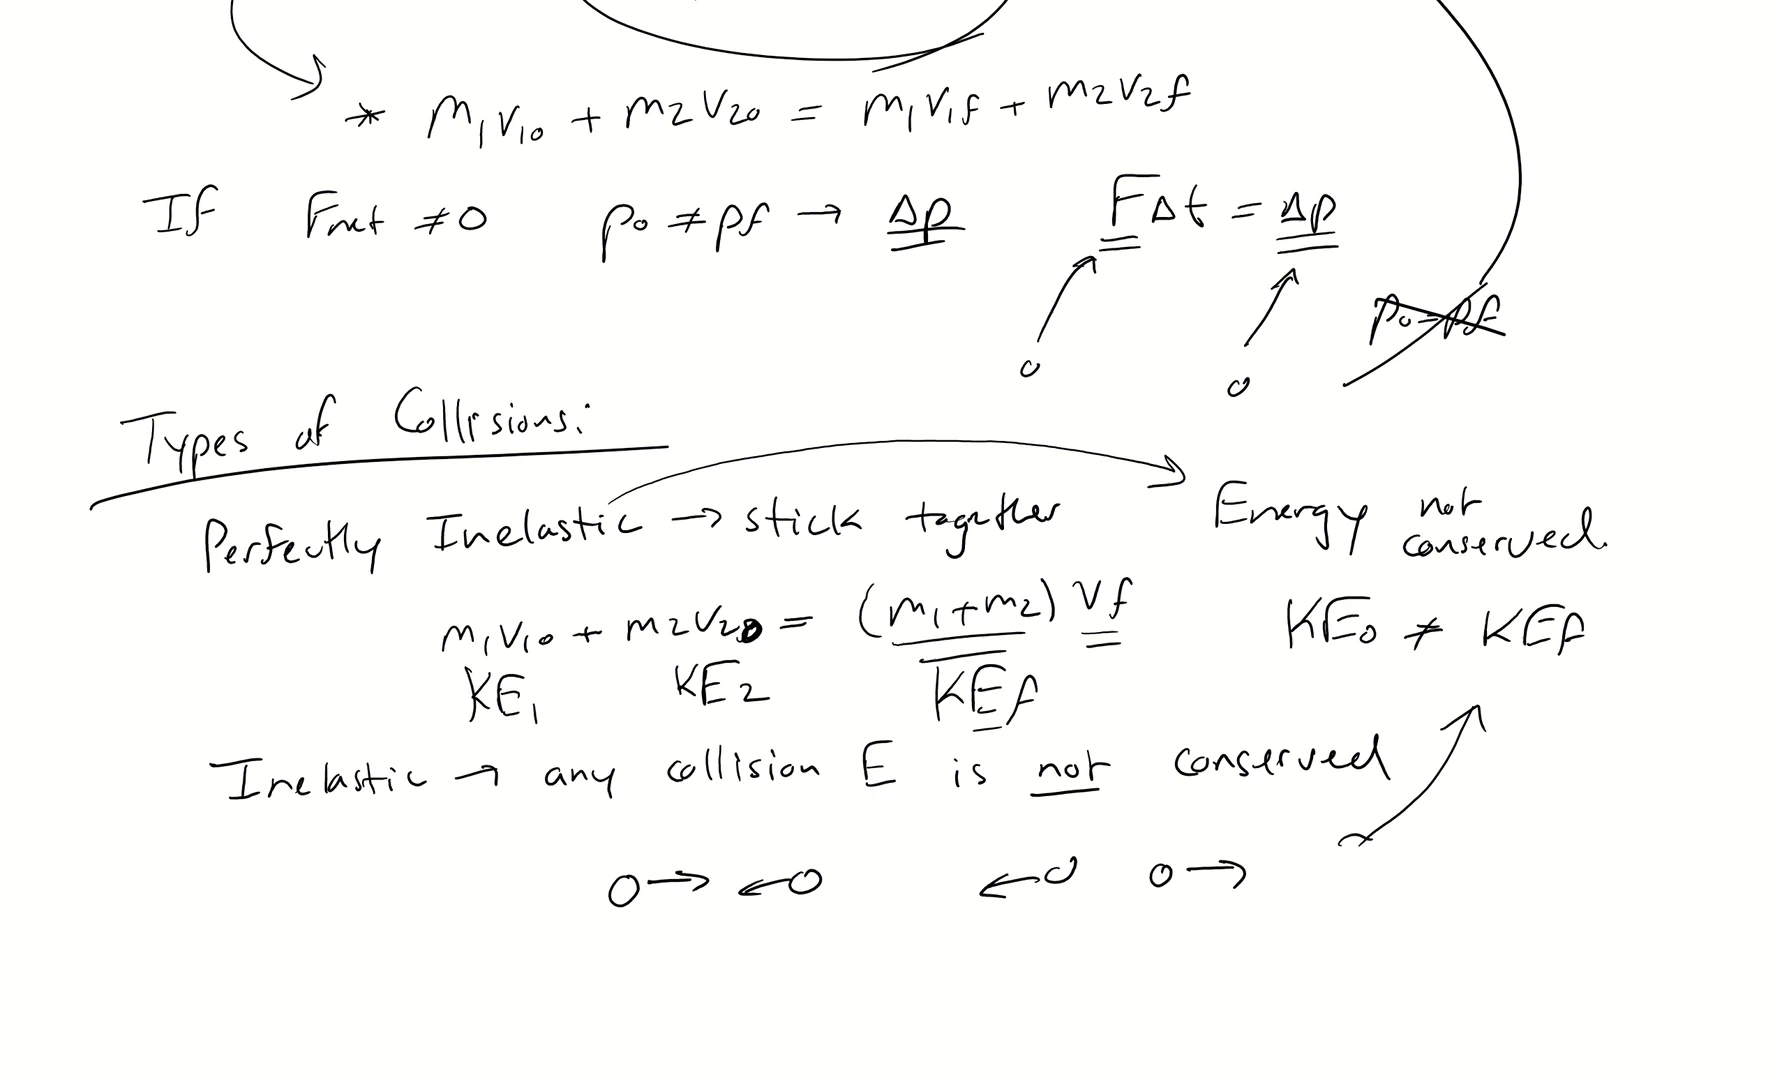 * m₁v₁₀ + m₂v₂₀ = m₁v₁f + m₂v₂f
If Fnet ≠ 0 p₀ ≠ pf → Δp FΔt = Δp
p₀ = pf
0 0
Types of Collisions:
Perfectly Inelastic → stick together Energy not conserved.
m₁v₁₀ + m₂v₂₀ = (m₁+m₂) vf KE₀ ≠ KEf
KE₁ KE₂ KEf
Inelastic → any collision E is not conserved